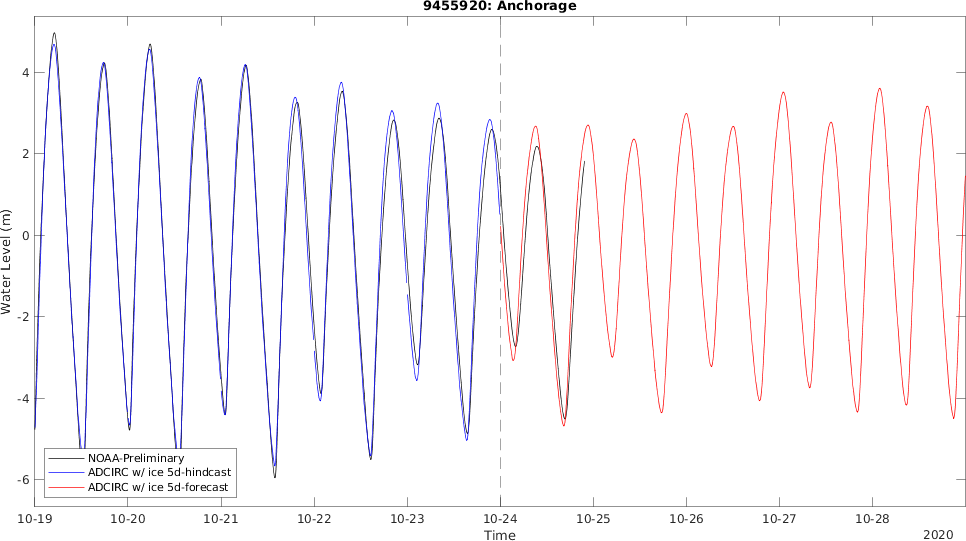 9455920: Anchorage
Water Level (m)
4
2
0
-2
-4
-6
NOAA-Preliminary
ADCIRC w/ ice 5d-hindcast
ADCIRC w/ ice 5d-forecast
10-19 10-20 10-21 10-22 10-23 10-24 10-25 10-26 10-27 10-28
Time
2020